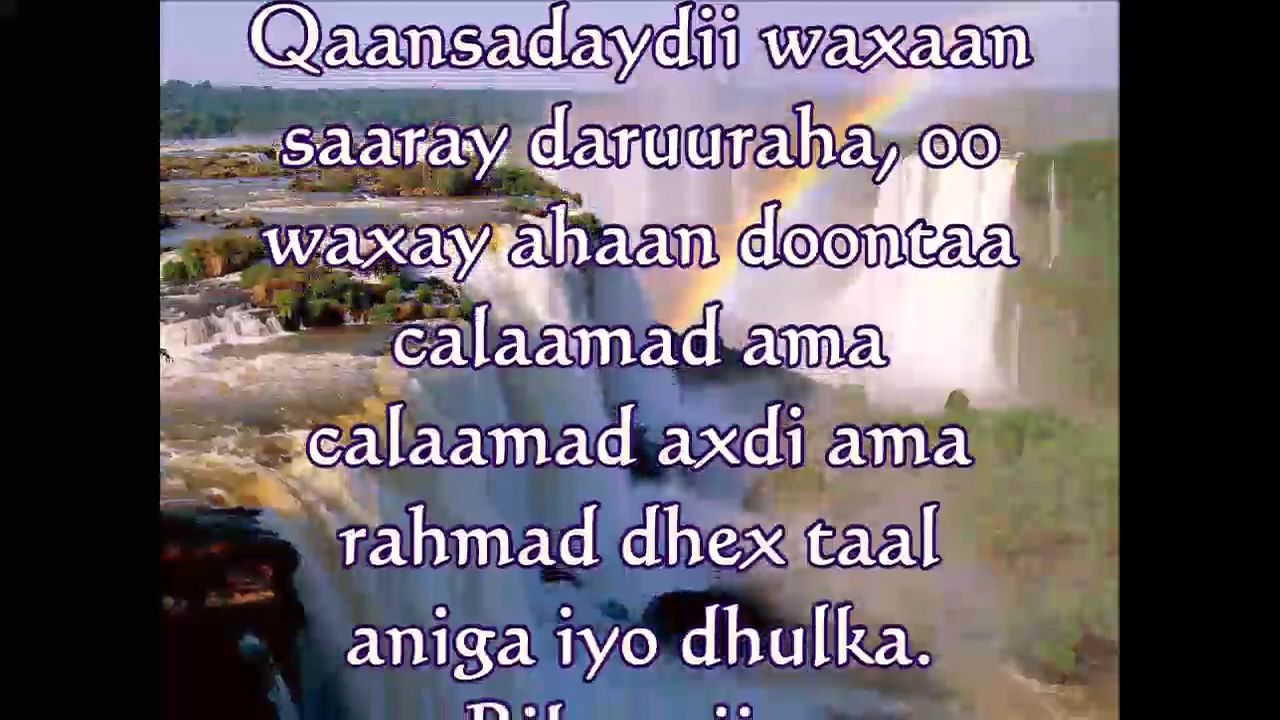 Qaansadaydii waxaan
saaray daruuraha, oo
waxay ahaan doontaa
calaamad ama
calaamad axdi ama
rahmad dhex taal
aniga iyo dhulka.